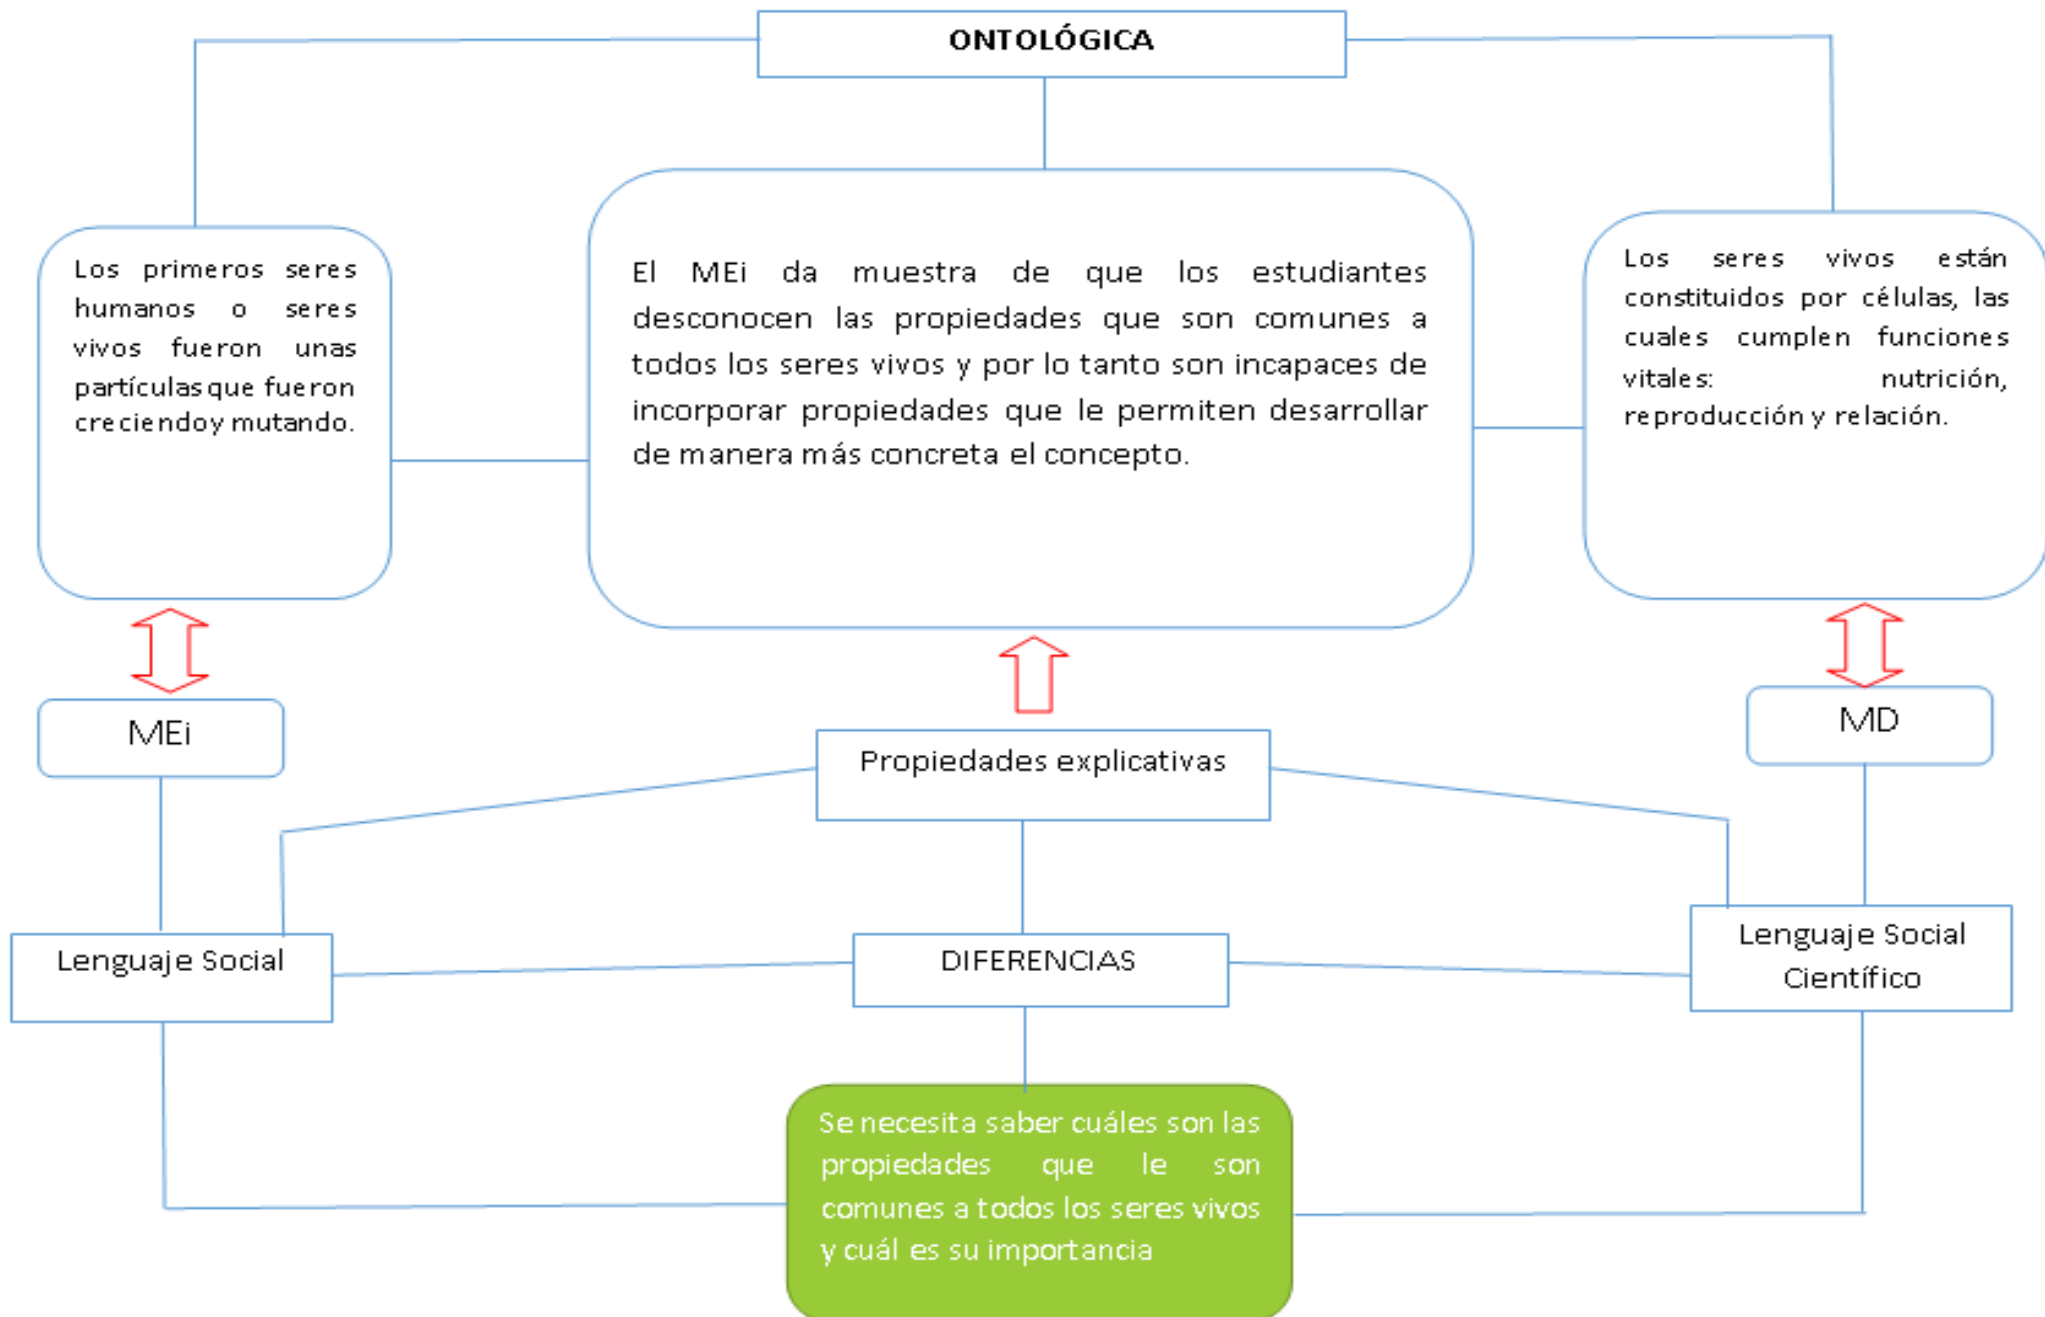 ONTOLÓGICA
Los primeros seres
humanos o seres
vivos fueron unas
partículas que fueron
creciendo y mutando.
El MEi da muestra de que los estudiantes
desconocen las propiedades que son comunes a
todos los seres vivos y por lo tanto son incapaces de
incorporar propiedades que le permiten desarrollar
de manera más concreta el concepto.
Los seres vivos están
constituidos por células, las
cuales cumplen funciones
vitales: nutrición,
reproducción y relación.
MEi
MD
Propiedades explicativas
Lenguaje Social
DIFERENCIAS
Lenguaje Social
Científico
Se necesita saber cuáles son las
propiedades que le son
comunes a todos los seres vivos
y cuál es su importancia